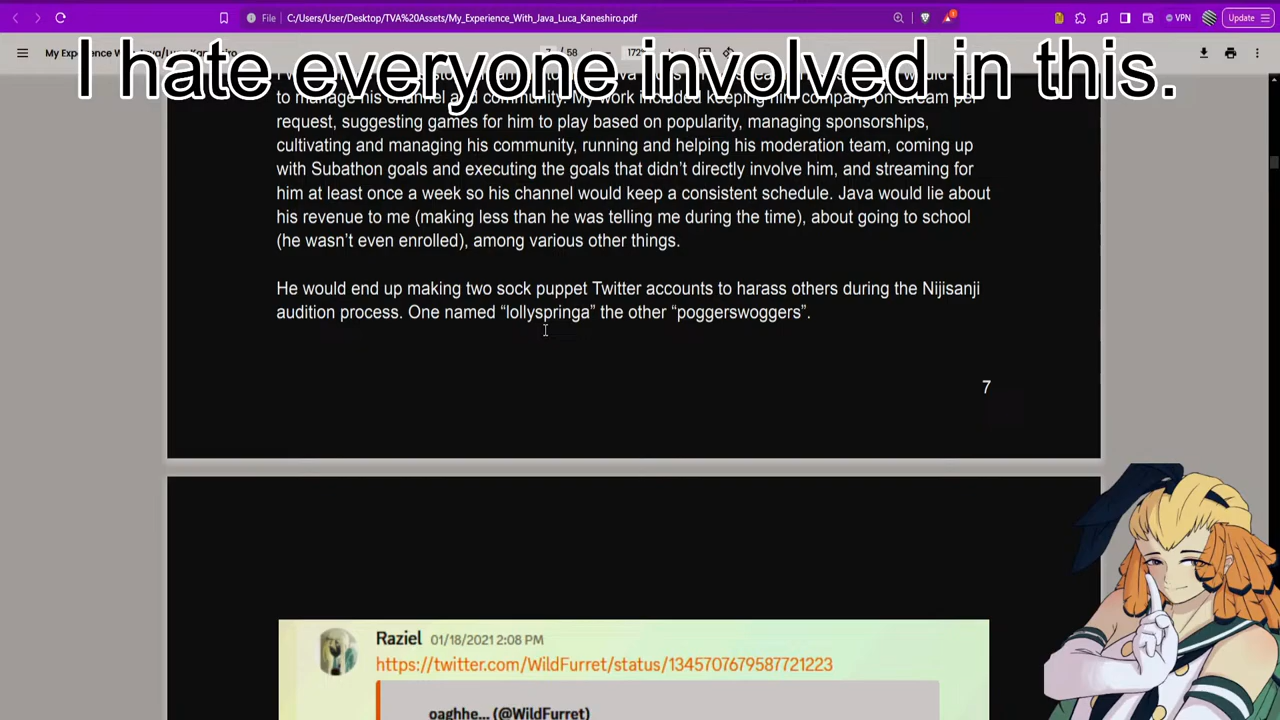 File C:/Users/User/Desktop/TVA%20Assets/My_Experience_With_Java_Luca_Kaneshiro.pdf
VPN
Update
My Experience
/ 58
172%
I hate everyone involved in this.
to manage his channel and community. My work included keeping him company on stream per
request, suggesting games for him to play based on popularity, managing sponsorships,
cultivating and managing his community, running and helping his moderation team, coming up
with Subathon goals and executing the goals that didn't directly involve him, and streaming for
him at least once a week so his channel would keep a consistent schedule. Java would lie about
his revenue to me (making less than he was telling me during the time), about going to school
(he wasn't even enrolled), among various other things.
He would end up making two sock puppet Twitter accounts to harass others during the Nijisanji
audition process. One named “lollyspringa” the other “poggerswoggers”.
7
Raziel 01/18/2021 2:08 PM
https://twitter.com/WildFurret/status/1345707679587721223
oaghhe... (@WildFurret)